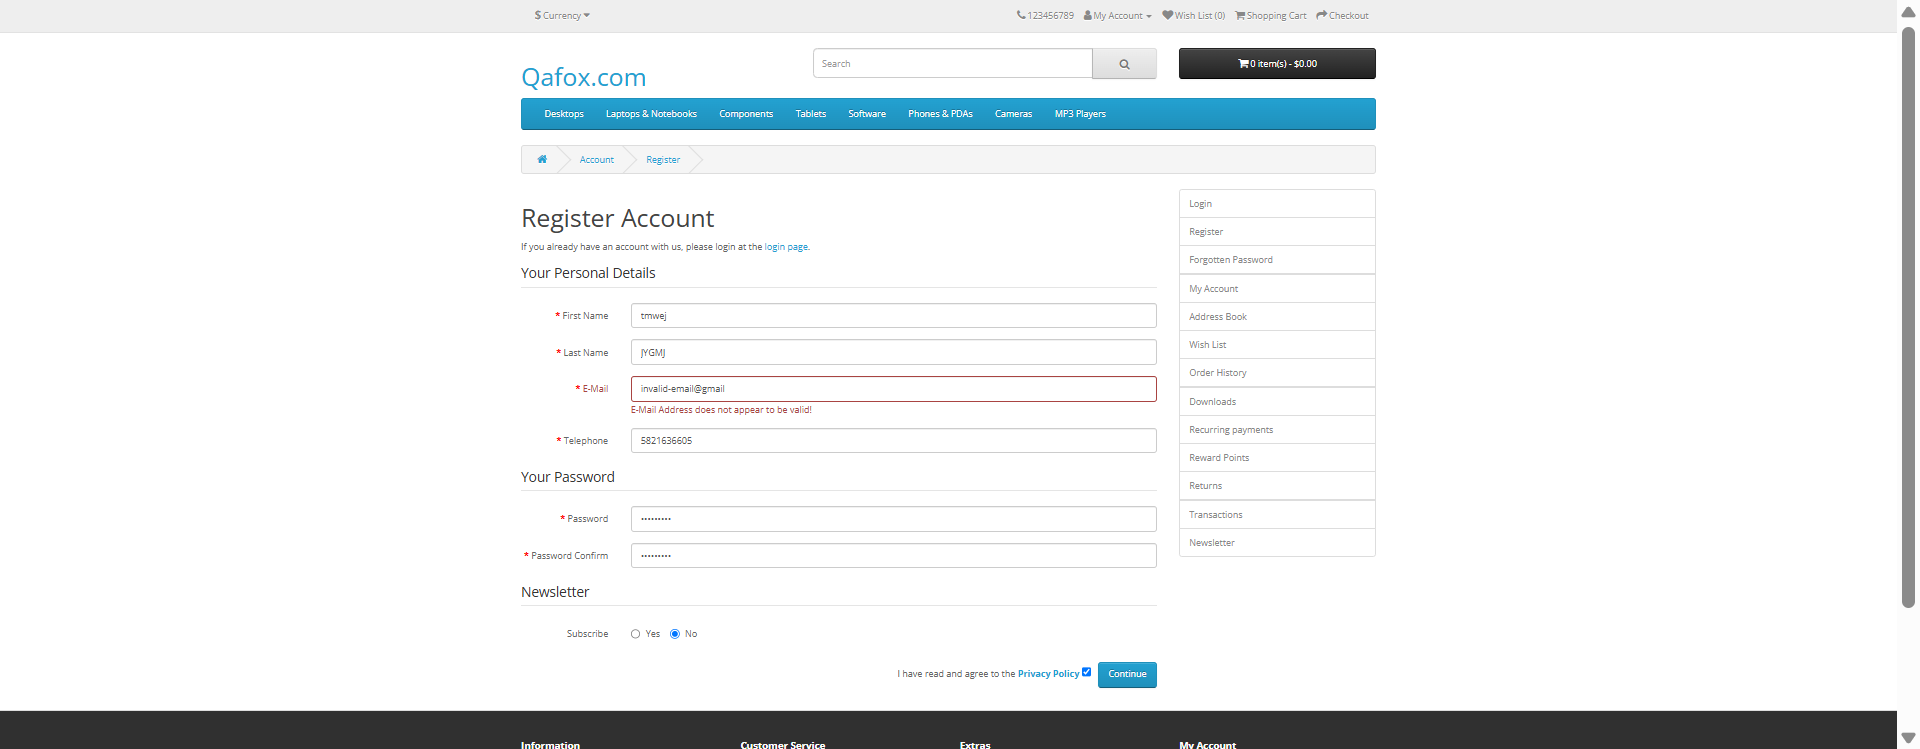 $ Currency
123456789 My Account Wish List (0) Shopping Cart Checkout
Qafox.com
Search
0 item(s) - $0.00
Desktops Laptops & Notebooks Components Tablets Software Phones & PDAs Cameras MP3 Players
Account Register
Register Account
If you already have an account with us, please login at the login page.
Your Personal Details
* First Name tmwej
* Last Name JYGMJ
* E-Mail invalid-email@gmail
E-Mail Address does not appear to be valid!
* Telephone 5821636605
Your Password
* Password •••••••••
* Password Confirm •••••••••
Newsletter
Subscribe Yes No
I have read and agree to the Privacy Policy Continue
Login
Register
Forgotten Password
My Account
Address Book
Wish List
Order History
Downloads
Recurring payments
Reward Points
Returns
Transactions
Newsletter
Information Customer Service Extras My Account